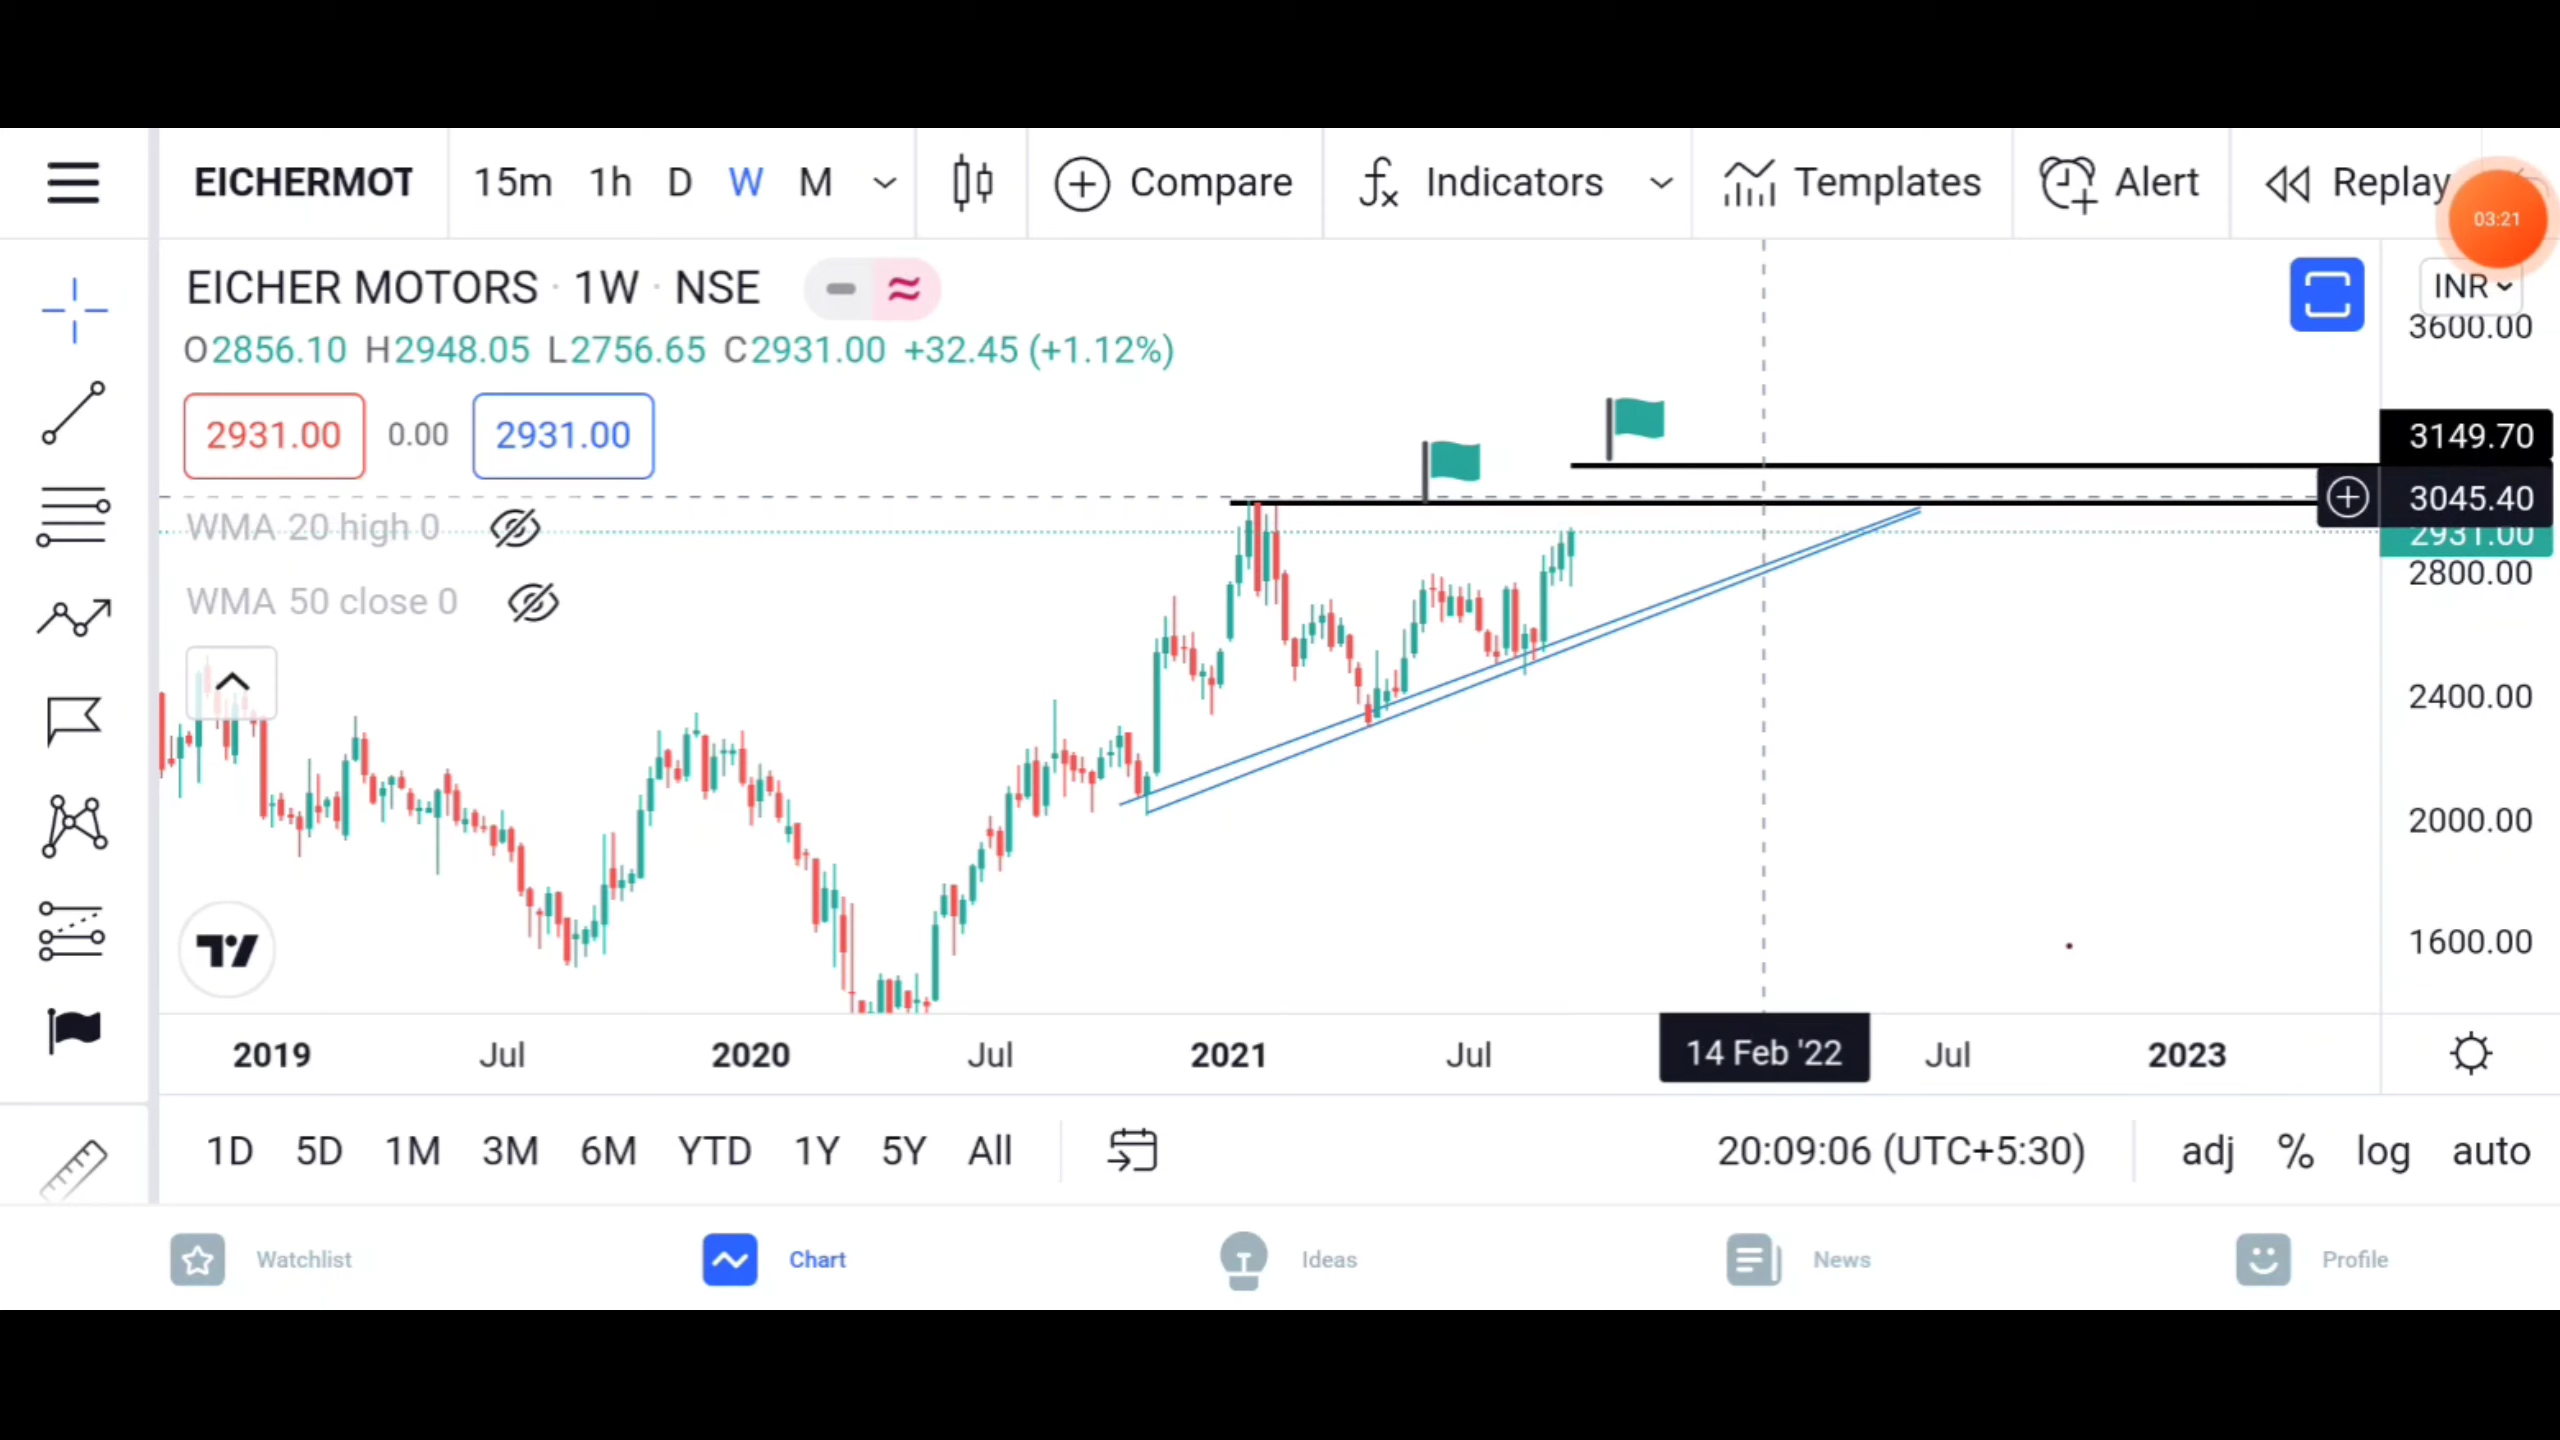 EICHERMOT 15m 1h D W M Compare Indicators Templates Alert Replay
03:21
EICHER MOTORS · 1W · NSE
INR
3600.00
O2856.10 H2948.05 L2756.65 C2931.00 +32.45 (+1.12%)
2931.00 0.00 2931.00
3149.70
3045.40
WMA 20 high 0
2931.00
2800.00
WMA 50 close 0
2400.00
2000.00
1600.00
2019 Jul 2020 Jul 2021 Jul 14 Feb '22 Jul 2023
1D 5D 1M 3M 6M YTD 1Y 5Y All 20:09:06 (UTC+5:30) adj % log auto
Watchlist Chart Ideas News Profile